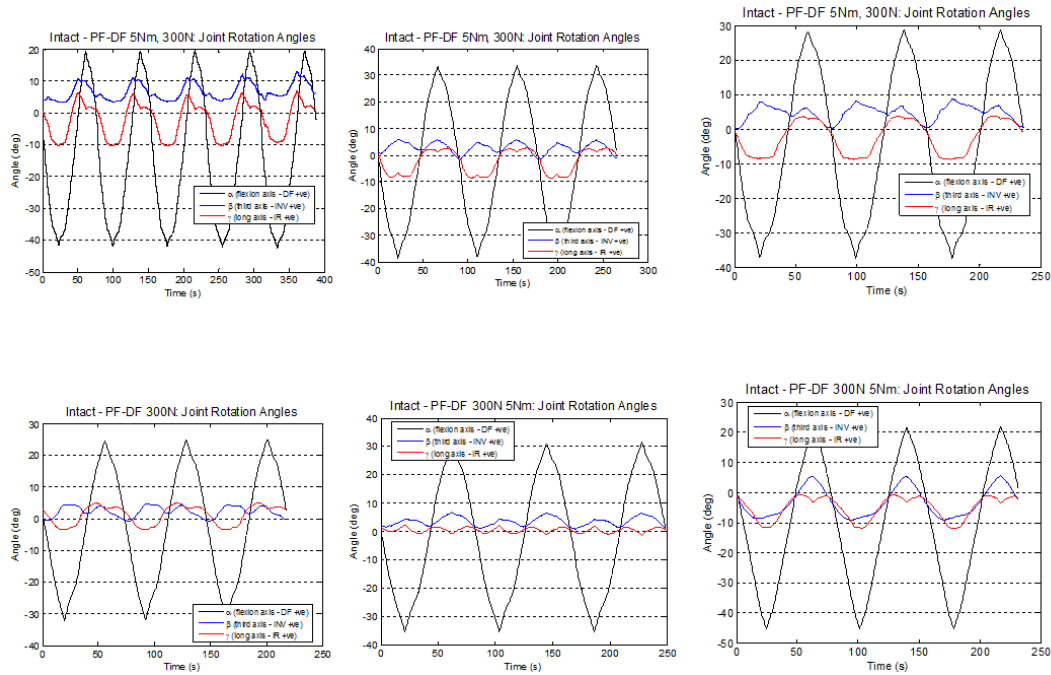 Intact - PF-DF 5Nm, 300N: Joint Rotation Angles
Angle (deg)
20
10
0
-10
-20
-30
-40
-50
α (flexion axis - DF +ve)
β (third axis - INV +ve)
γ (long axis - IR +ve)
0 50 100 150 200 250 300 350 400
Time (s)
Intact - PF-DF 5Nm, 300N: Joint Rotation Angles
Angle (deg)
40
30
20
10
0
-10
-20
-30
-40
α (flexion axis - DF +ve)
β (third axis - INV +ve)
γ (long axis - IR +ve)
0 50 100 150 200 250 300
Time (s)
Intact - PF-DF 5Nm, 300N: Joint Rotation Angles
Angle (deg)
30
20
10
0
-10
-20
-30
-40
α (flexion axis - DF +ve)
β (third axis - INV +ve)
γ (long axis - IR +ve)
0 50 100 150 200 250
Time (s)
Intact - PF-DF 300N: Joint Rotation Angles
Angle (deg)
30
20
10
0
-10
-20
-30
-40
α (flexion axis - DF +ve)
β (third axis - INV +ve)
γ (long axis - IR +ve)
0 50 100 150 200 250
Time (s)
Intact - PF-DF 300N 5Nm: Joint Rotation Angles
Angle (deg)
40
30
20
10
0
10
20
30
40
α (flexion axis - DF +ve)
β (third axis - INV +ve)
γ (long axis - IR +ve)
0 50 100 150 200 250
Time (s)
Intact - PF-DF 300N 5Nm: Joint Rotation Angles
Angle (deg)
30
20
10
0
-10
-20
-30
-40
-50
α (flexion axis - DF +ve)
β (third axis - INV +ve)
γ (long axis - IR +ve)
0 50 100 150 200 250
Time (s)